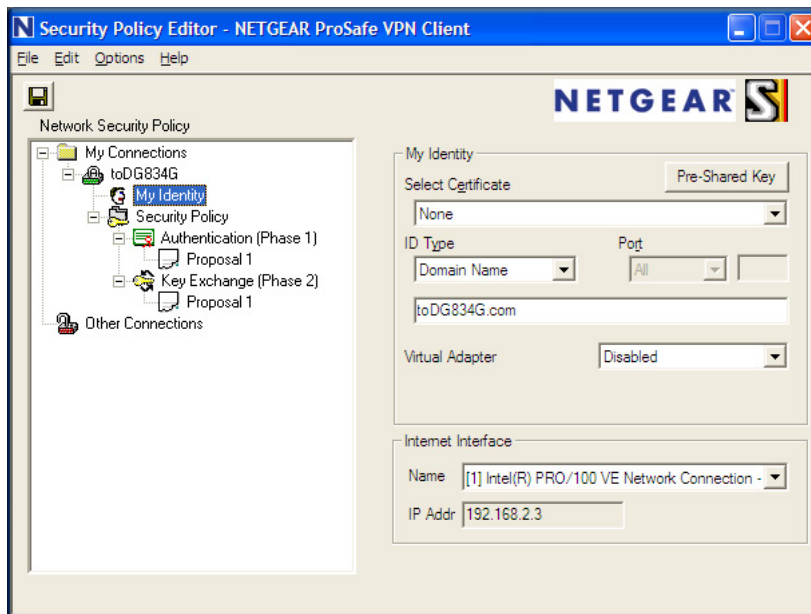 N Security Policy Editor - NETGEAR ProSafe VPN Client
File Edit Options Help
NETGEAR S
Network Security Policy
My Connections
toDG834G
My Identity
Security Policy
Authentication (Phase 1)
Proposal 1
Key Exchange (Phase 2)
Proposal 1
Other Connections
My Identity
Select Certificate
Pre-Shared Key
None
ID Type
Port
Domain Name
All
toDG834G.com
Virtual Adapter
Disabled
Internet Interface
Name
[1] Intel(R) PRO/100 VE Network Connection -
IP Addr
192.168.2.3